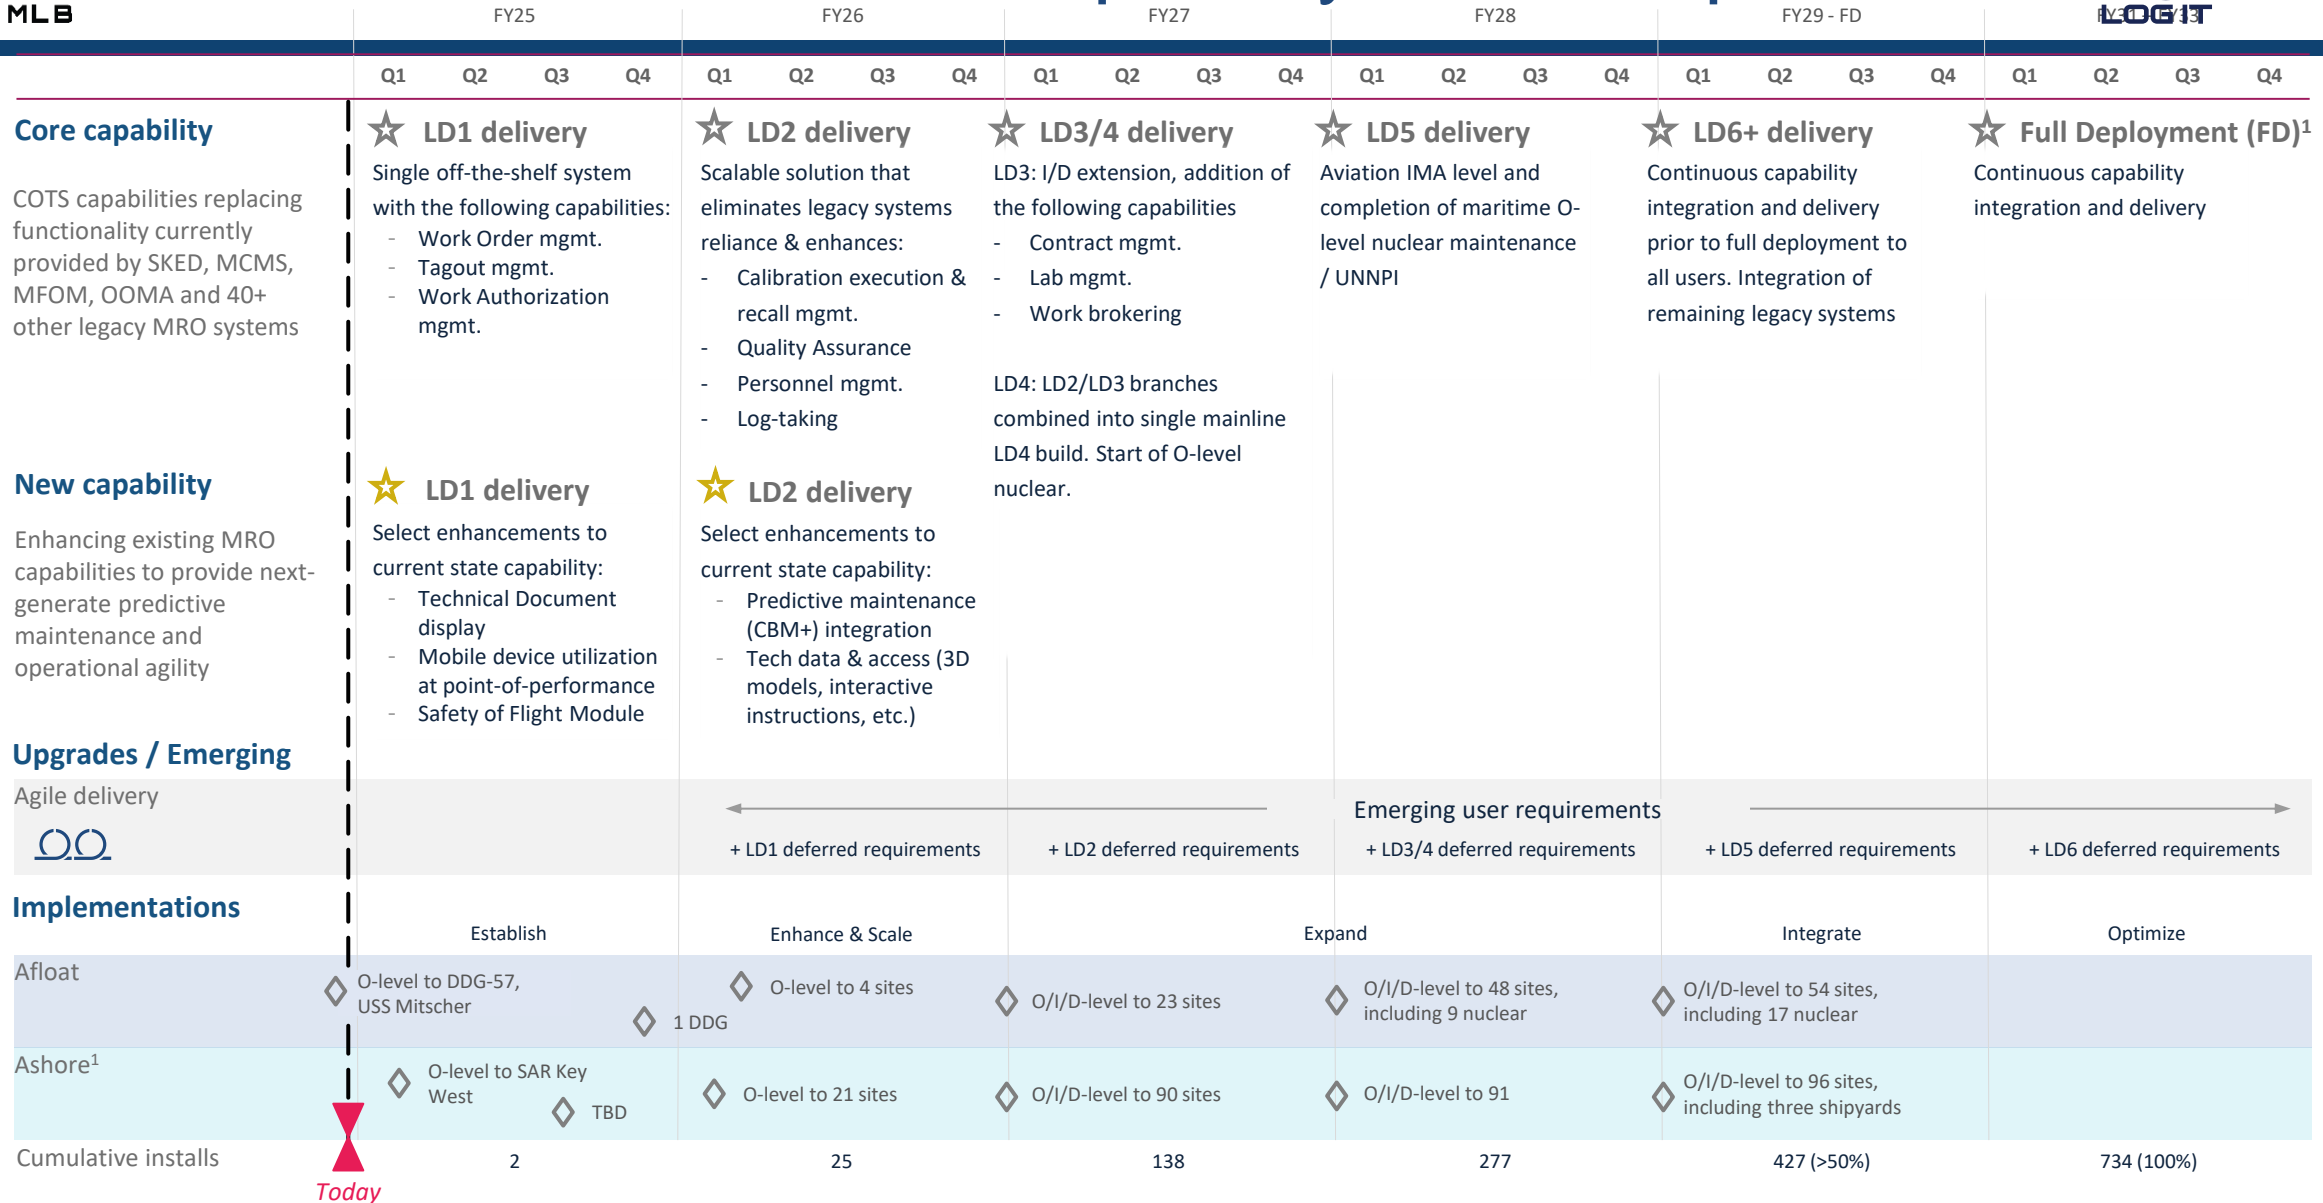 MLB
FY25 FY26 FY27 FY28 FY29 - FD
LOGIT
Q1 Q2 Q3 Q4 Q1 Q2 Q3 Q4 Q1 Q2 Q3 Q4 Q1 Q2 Q3 Q4 Q1 Q2 Q3 Q4 Q1 Q2 Q3 Q4
Core capability
COTS capabilities replacing
functionality currently
provided by SKED, MCMS,
MFOM, OOMA and 40+
other legacy MRO systems
LD1 delivery
Single off-the-shelf system
with the following capabilities:
- Work Order mgmt.
- Tagout mgmt.
- Work Authorization
mgmt.
LD2 delivery
Scalable solution that
eliminates legacy systems
reliance & enhances:
- Calibration execution &
recall mgmt.
- Quality Assurance
- Personnel mgmt.
- Log-taking
LD3/4 delivery
LD3: I/D extension, addition of
the following capabilities
- Contract mgmt.
- Lab mgmt.
- Work brokering
LD4: LD2/LD3 branches
combined into single mainline
LD4 build. Start of O-level
nuclear.
LD5 delivery
Aviation IMA level and
completion of maritime O-
level nuclear maintenance
/ UNNPI
LD6+ delivery
Continuous capability
integration and delivery
prior to full deployment to
all users. Integration of
remaining legacy systems
Full Deployment (FD)1
Continuous capability
integration and delivery
New capability
Enhancing existing MRO
capabilities to provide next-
generate predictive
maintenance and
operational agility
LD1 delivery
Select enhancements to
current state capability:
- Technical Document
display
- Mobile device utilization
at point-of-performance
- Safety of Flight Module
LD2 delivery
Select enhancements to
current state capability:
- Predictive maintenance
(CBM+) integration
- Tech data & access (3D
models, interactive
instructions, etc.)
Upgrades / Emerging
Agile delivery
Emerging user requirements
+ LD1 deferred requirements
+ LD2 deferred requirements
+ LD3/4 deferred requirements
+ LD5 deferred requirements
+ LD6 deferred requirements
Implementations
Establish
Enhance & Scale
Expand
Integrate
Optimize
Afloat
O-level to DDG-57,
USS Mitscher
1 DDG
O-level to 4 sites
O/I/D-level to 23 sites
O/I/D-level to 48 sites,
including 9 nuclear
O/I/D-level to 54 sites,
including 17 nuclear
Ashore1
O-level to SAR Key
West
TBD
O-level to 21 sites
O/I/D-level to 90 sites
O/I/D-level to 91
O/I/D-level to 96 sites,
including three shipyards
Cumulative installs
2
25
138
277
427 (>50%)
734 (100%)
Today